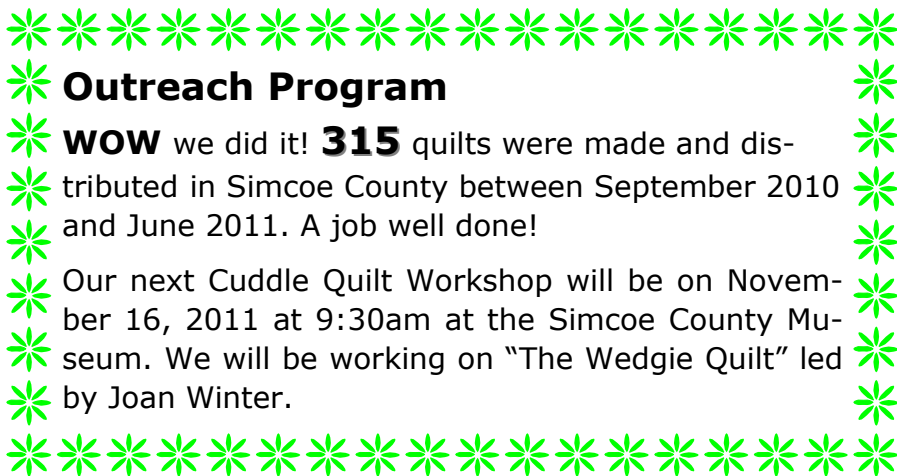 Outreach Program
WOW we did it! 315 quilts were made and dis-
tributed in Simcoe County between September 2010
and June 2011. A job well done!
Our next Cuddle Quilt Workshop will be on Novem-
ber 16, 2011 at 9:30am at the Simcoe County Mu-
seum. We will be working on “The Wedgie Quilt” led
by Joan Winter.